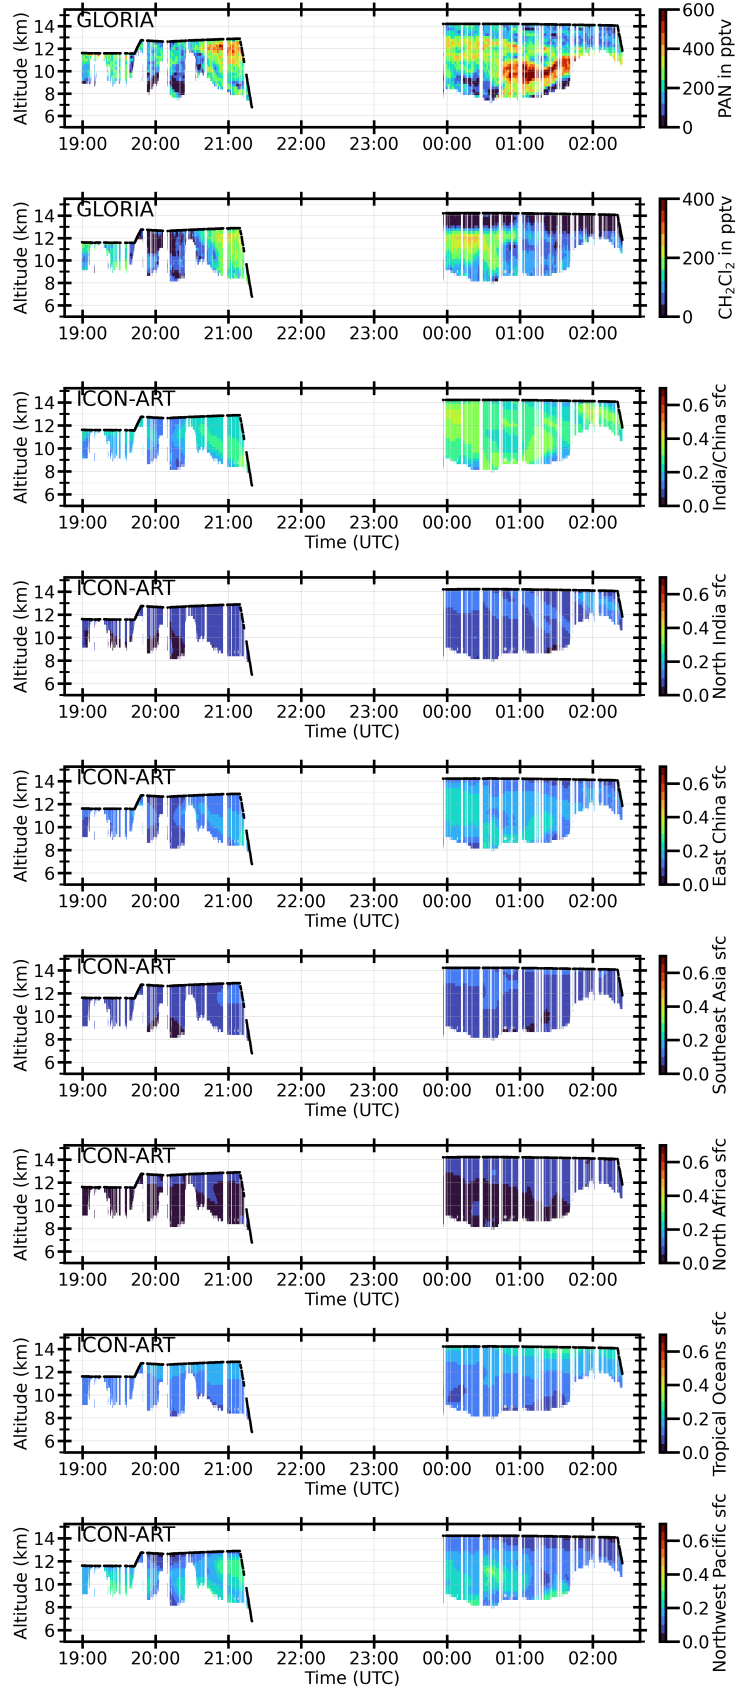 GLORIA
Altitude (km)
14
12
10
8
6
19:00 20:00 21:00 22:00 23:00 00:00 01:00 02:00
600
400
200
0
PAN in pptv
GLORIA
Altitude (km)
14
12
10
8
6
19:00 20:00 21:00 22:00 23:00 00:00 01:00 02:00
400
200
0
CH₂Cl₂ in pptv
ICON-ART
Altitude (km)
14
12
10
8
6
19:00 20:00 21:00 22:00 23:00 00:00 01:00 02:00
Time (UTC)
0.6
0.4
0.2
0.0
India/China sfc
ICON-ART
Altitude (km)
14
12
10
8
6
19:00 20:00 21:00 22:00 23:00 00:00 01:00 02:00
Time (UTC)
0.6
0.4
0.2
0.0
North India sfc
ICON-ART
Altitude (km)
14
12
10
8
6
19:00 20:00 21:00 22:00 23:00 00:00 01:00 02:00
Time (UTC)
0.6
0.4
0.2
0.0
East China sfc
ICON-ART
Altitude (km)
14
12
10
8
6
19:00 20:00 21:00 22:00 23:00 00:00 01:00 02:00
Time (UTC)
0.6
0.4
0.2
0.0
Southeast Asia sfc
ICON-ART
Altitude (km)
14
12
10
8
6
19:00 20:00 21:00 22:00 23:00 00:00 01:00 02:00
Time (UTC)
0.6
0.4
0.2
0.0
North Africa sfc
ICON-ART
Altitude (km)
14
12
10
8
6
19:00 20:00 21:00 22:00 23:00 00:00 01:00 02:00
Time (UTC)
0.6
0.4
0.2
0.0
Tropical Oceans sfc
ICON-ART
Altitude (km)
14
12
10
8
6
19:00 20:00 21:00 22:00 23:00 00:00 01:00 02:00
Time (UTC)
0.6
0.4
0.2
0.0
Northwest Pacific sfc